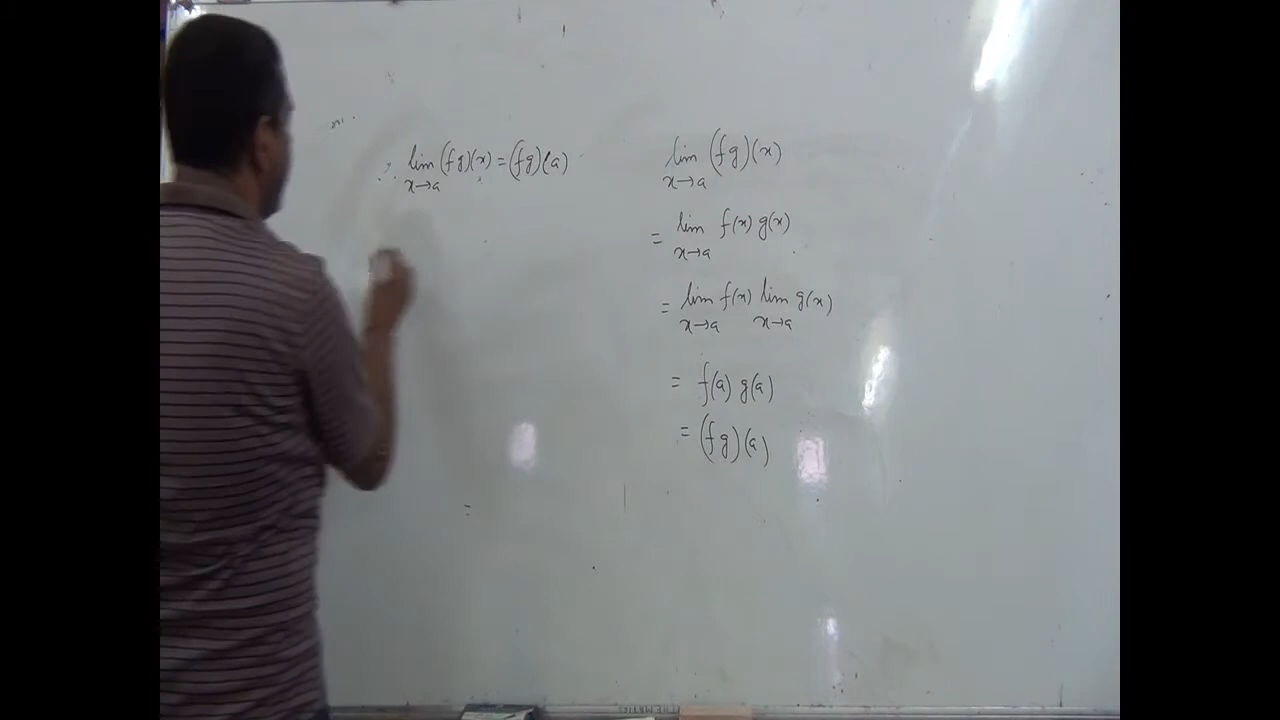 ∴ lim (fg)(x) = (fg)(a)
x→a
lim (fg)(x)
x→a
= lim f(x) g(x)
x→a
= lim f(x) lim g(x)
x→a x→a
= f(a) g(a)
= (fg)(a)
=